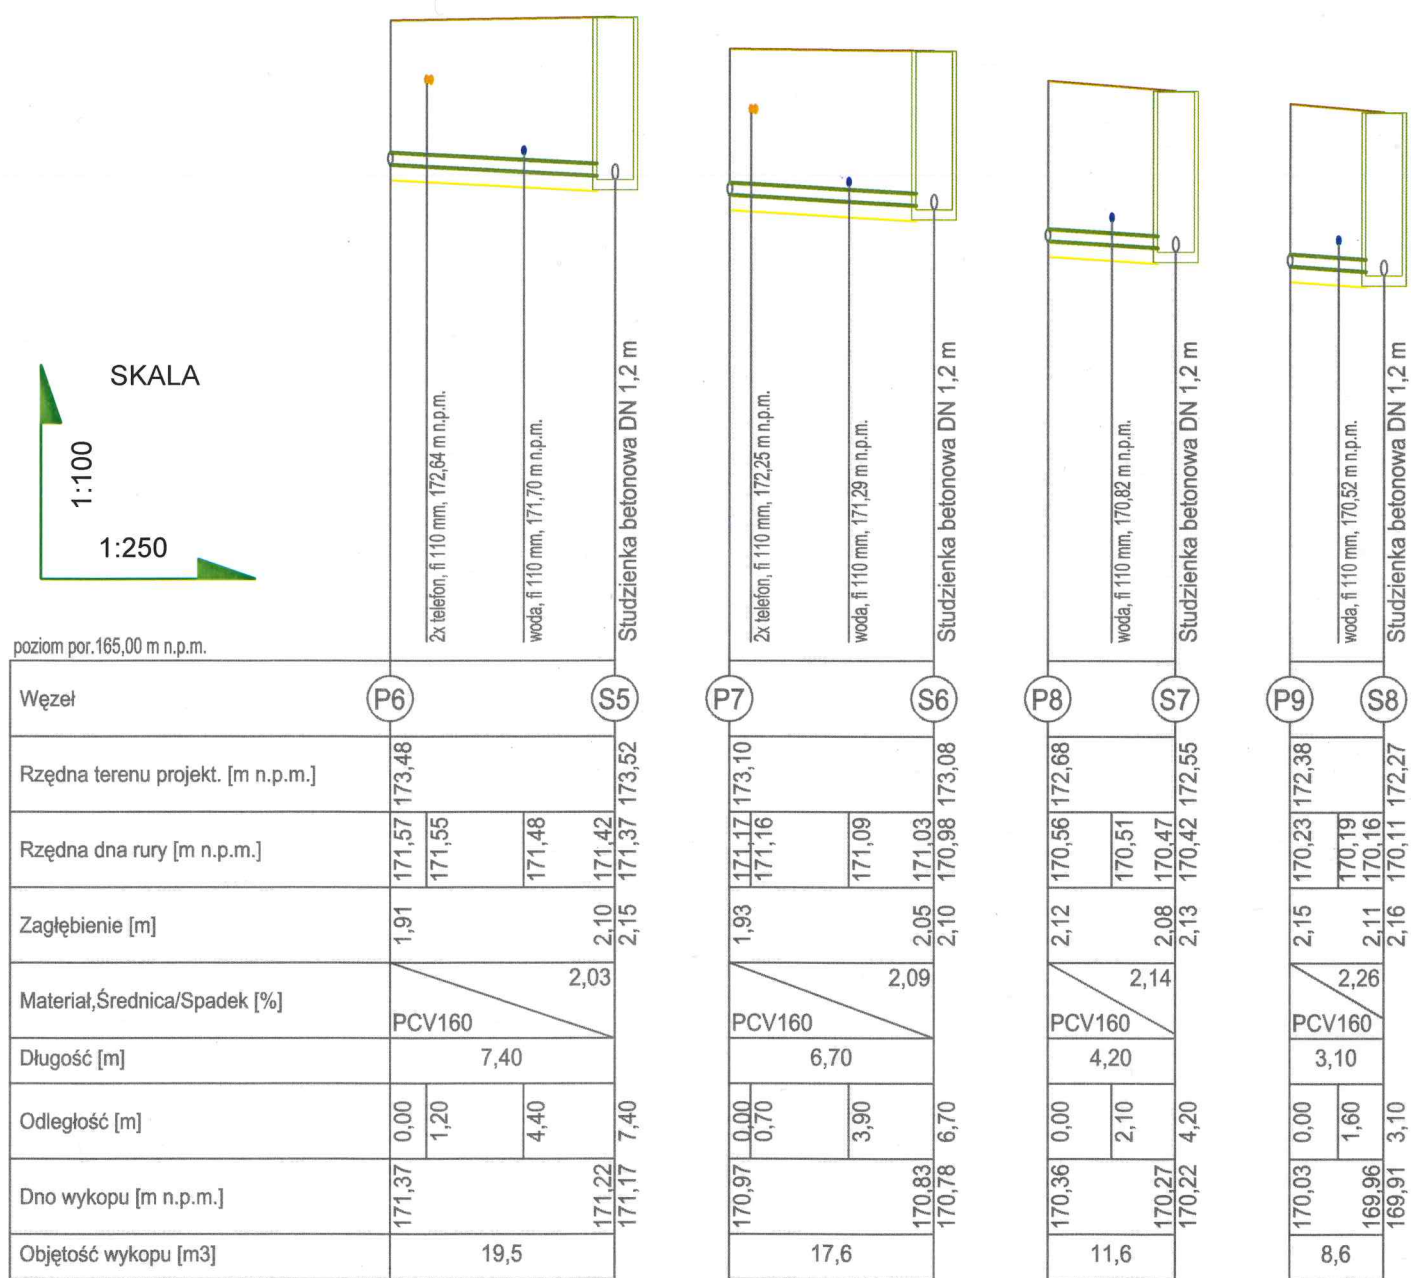 SKALA
1:100
1:250
2x telefon, fi 110 mm, 172,64 m n.p.m.
woda, fi 110 mm, 171,70 m n.p.m.
Studzienka betonowa DN 1,2 m
2x telefon, fi 110 mm, 172,25 m n.p.m.
woda, fi 110 mm, 171,29 m n.p.m.
Studzienka betonowa DN 1,2 m
woda, fi 110 mm, 170,82 m n.p.m.
Studzienka betonowa DN 1,2 m
woda, fi 110 mm, 170,52 m n.p.m.
Studzienka betonowa DN 1,2 m
poziom por.165,00 m n.p.m.
Węzeł P6 S5 P7 S6 P8 S7 P9 S8
Rzędna terenu projekt. [m n.p.m.] 173,48 173,52 173,10 173,08 172,68 172,55 172,38 172,27
Rzędna dna rury [m n.p.m.] 171,57 171,55 171,48 171,42 171,37 171,17 171,16 171,09 171,03 170,98 170,56 170,51 170,47 170,42 170,23 170,19 170,16 170,11
Zagłębienie [m] 1,91 2,10 2,15 1,93 2,05 2,10 2,12 2,08 2,13 2,15 2,11 2,16
Materiał,Średnica/Spadek [%] PCV160 2,03 PCV160 2,09 PCV160 2,14 PCV160 2,26
Długość [m] 7,40 6,70 4,20 3,10
Odległość [m] 0,00 1,20 4,40 7,40 0,00 0,70 3,90 6,70 0,00 2,10 4,20 0,00 1,60 3,10
Dno wykopu [m n.p.m.] 171,37 171,22 171,17 170,97 170,83 170,78 170,36 170,27 170,22 170,03 169,96 169,91
Objętość wykopu [m3] 19,5 17,6 11,6 8,6